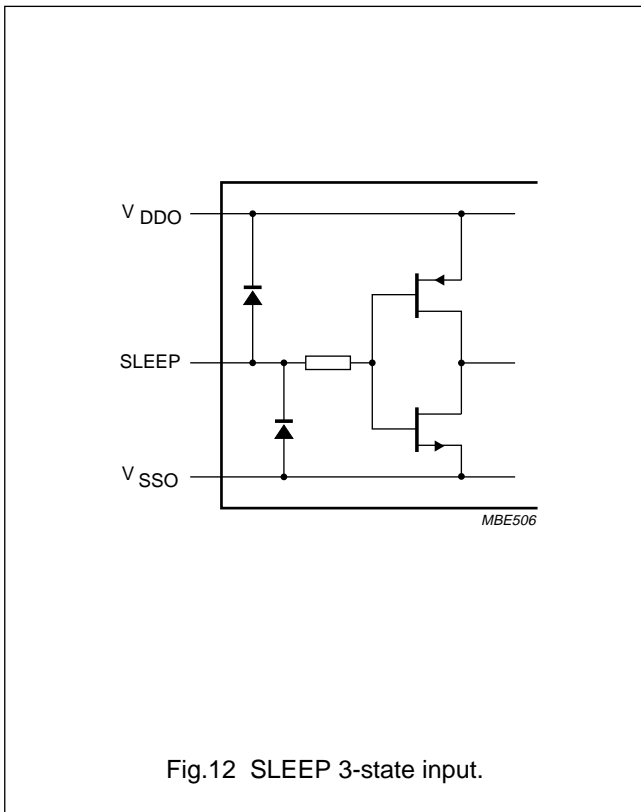 V DDO
SLEEP
V SSO
MBE506
Fig.12 SLEEP 3-state input.